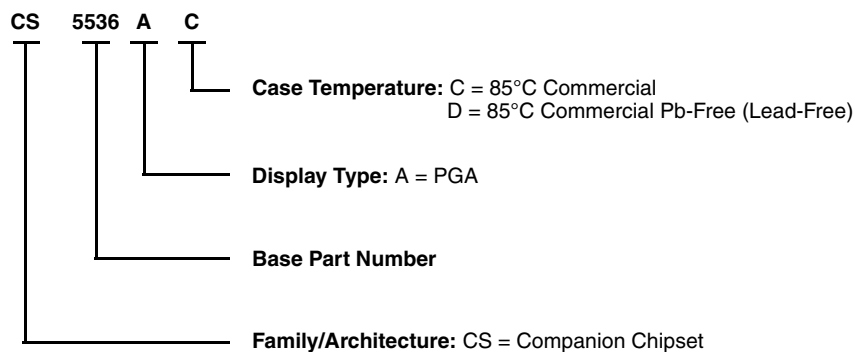 CS 5536 A C
Case Temperature: C = 85°C Commercial
D = 85°C Commercial Pb-Free (Lead-Free)
Display Type: A = PGA
Base Part Number
Family/Architecture: CS = Companion Chipset